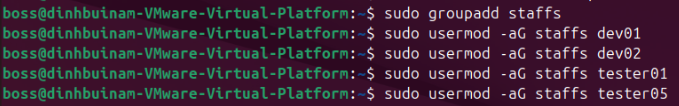 boss@dinhbuinam-VMware-Virtual-Platform:~$ sudo groupadd staffs
boss@dinhbuinam-VMware-Virtual-Platform:~$ sudo usermod -aG staffs dev01
boss@dinhbuinam-VMware-Virtual-Platform:~$ sudo usermod -aG staffs dev02
boss@dinhbuinam-VMware-Virtual-Platform:~$ sudo usermod -aG staffs tester01
boss@dinhbuinam-VMware-Virtual-Platform:~$ sudo usermod -aG staffs tester05